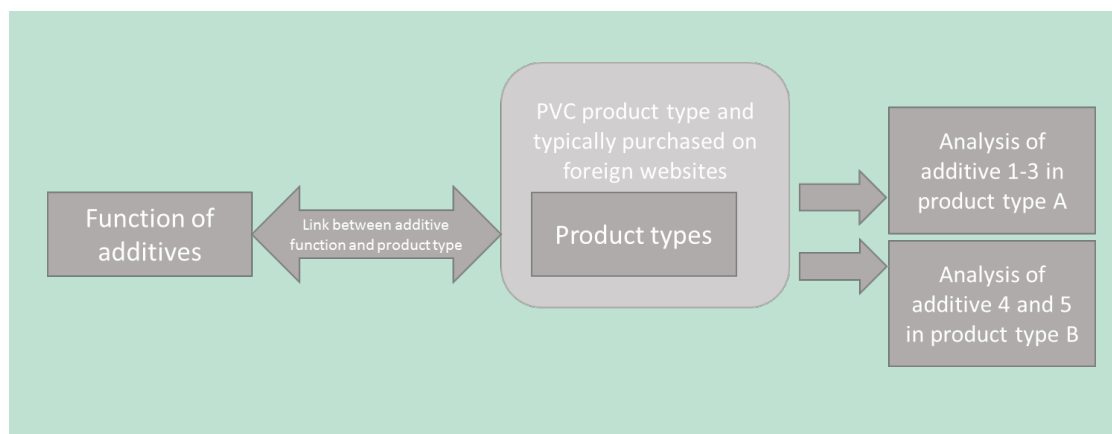 Function of
additives
Link between additive
function and product type
PVC product type and
typically purchased on
foreign websites
Product types
Analysis of
additive 1-3 in
product type A
Analysis of
additive 4 and 5
in product type B